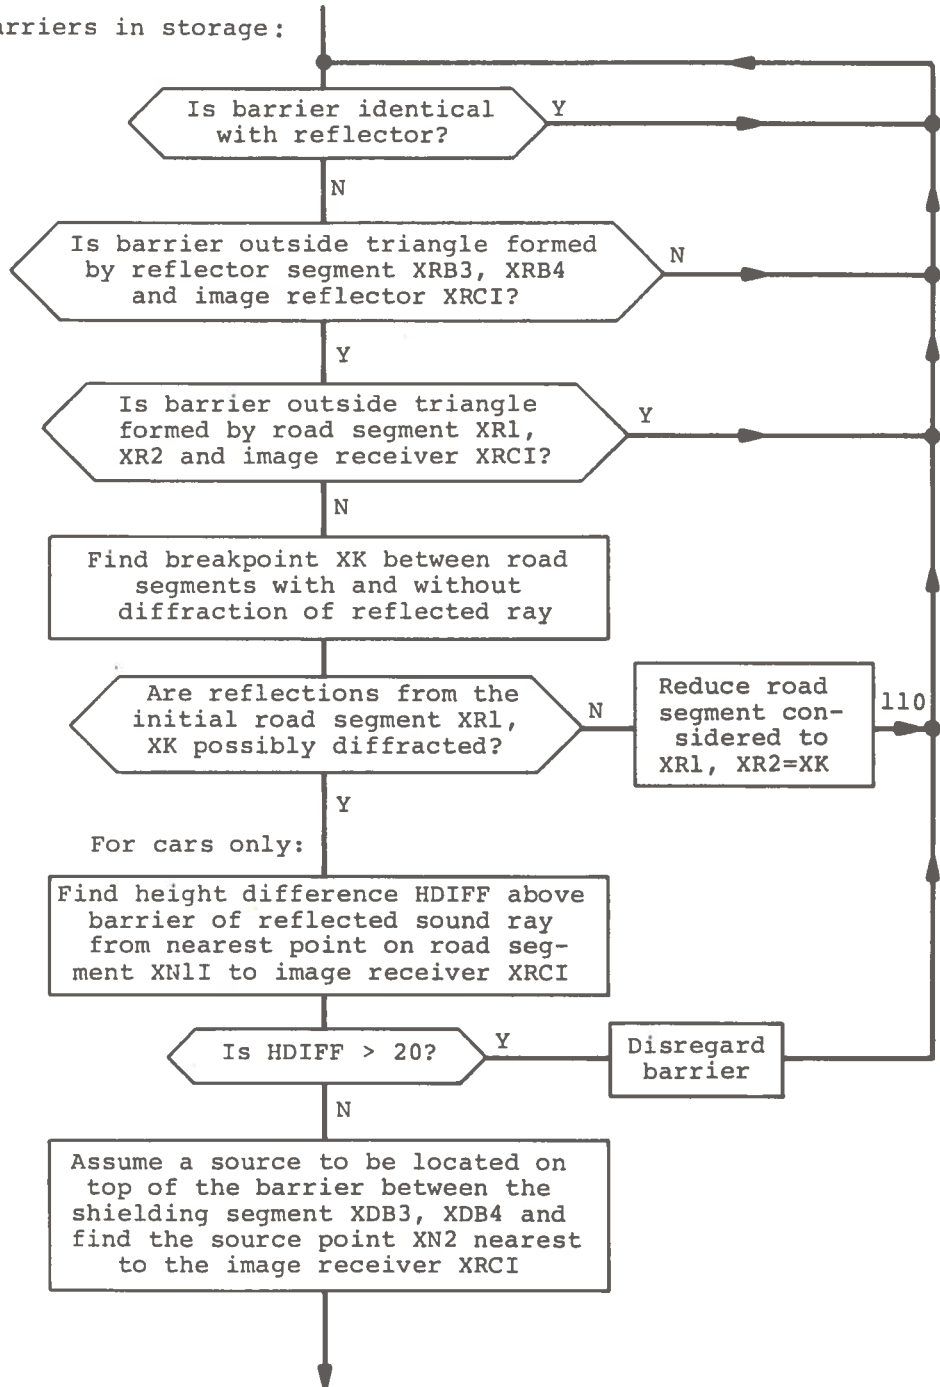 arriers in storage:
Is barrier identical
with reflector?
Y
N
Is barrier outside triangle formed
by reflector segment XRB3, XRB4
and image reflector XRCI?
N
Y
Is barrier outside triangle
formed by road segment XR1,
XR2 and image receiver XRCI?
Y
N
Find breakpoint XK between road
segments with and without
diffraction of reflected ray
Are reflections from the
initial road segment XR1,
XK possibly diffracted?
N
Reduce road
segment con-
sidered to
XR1, XR2=XK
110
Y
For cars only:
Find height difference HDIFF above
barrier of reflected sound ray
from nearest point on road seg-
ment XN1I to image receiver XRCI
Is HDIFF > 20?
Y
Disregard
barrier
N
Assume a source to be located on
top of the barrier between the
shielding segment XDB3, XDB4 and
find the source point XN2 nearest
to the image receiver XRCI